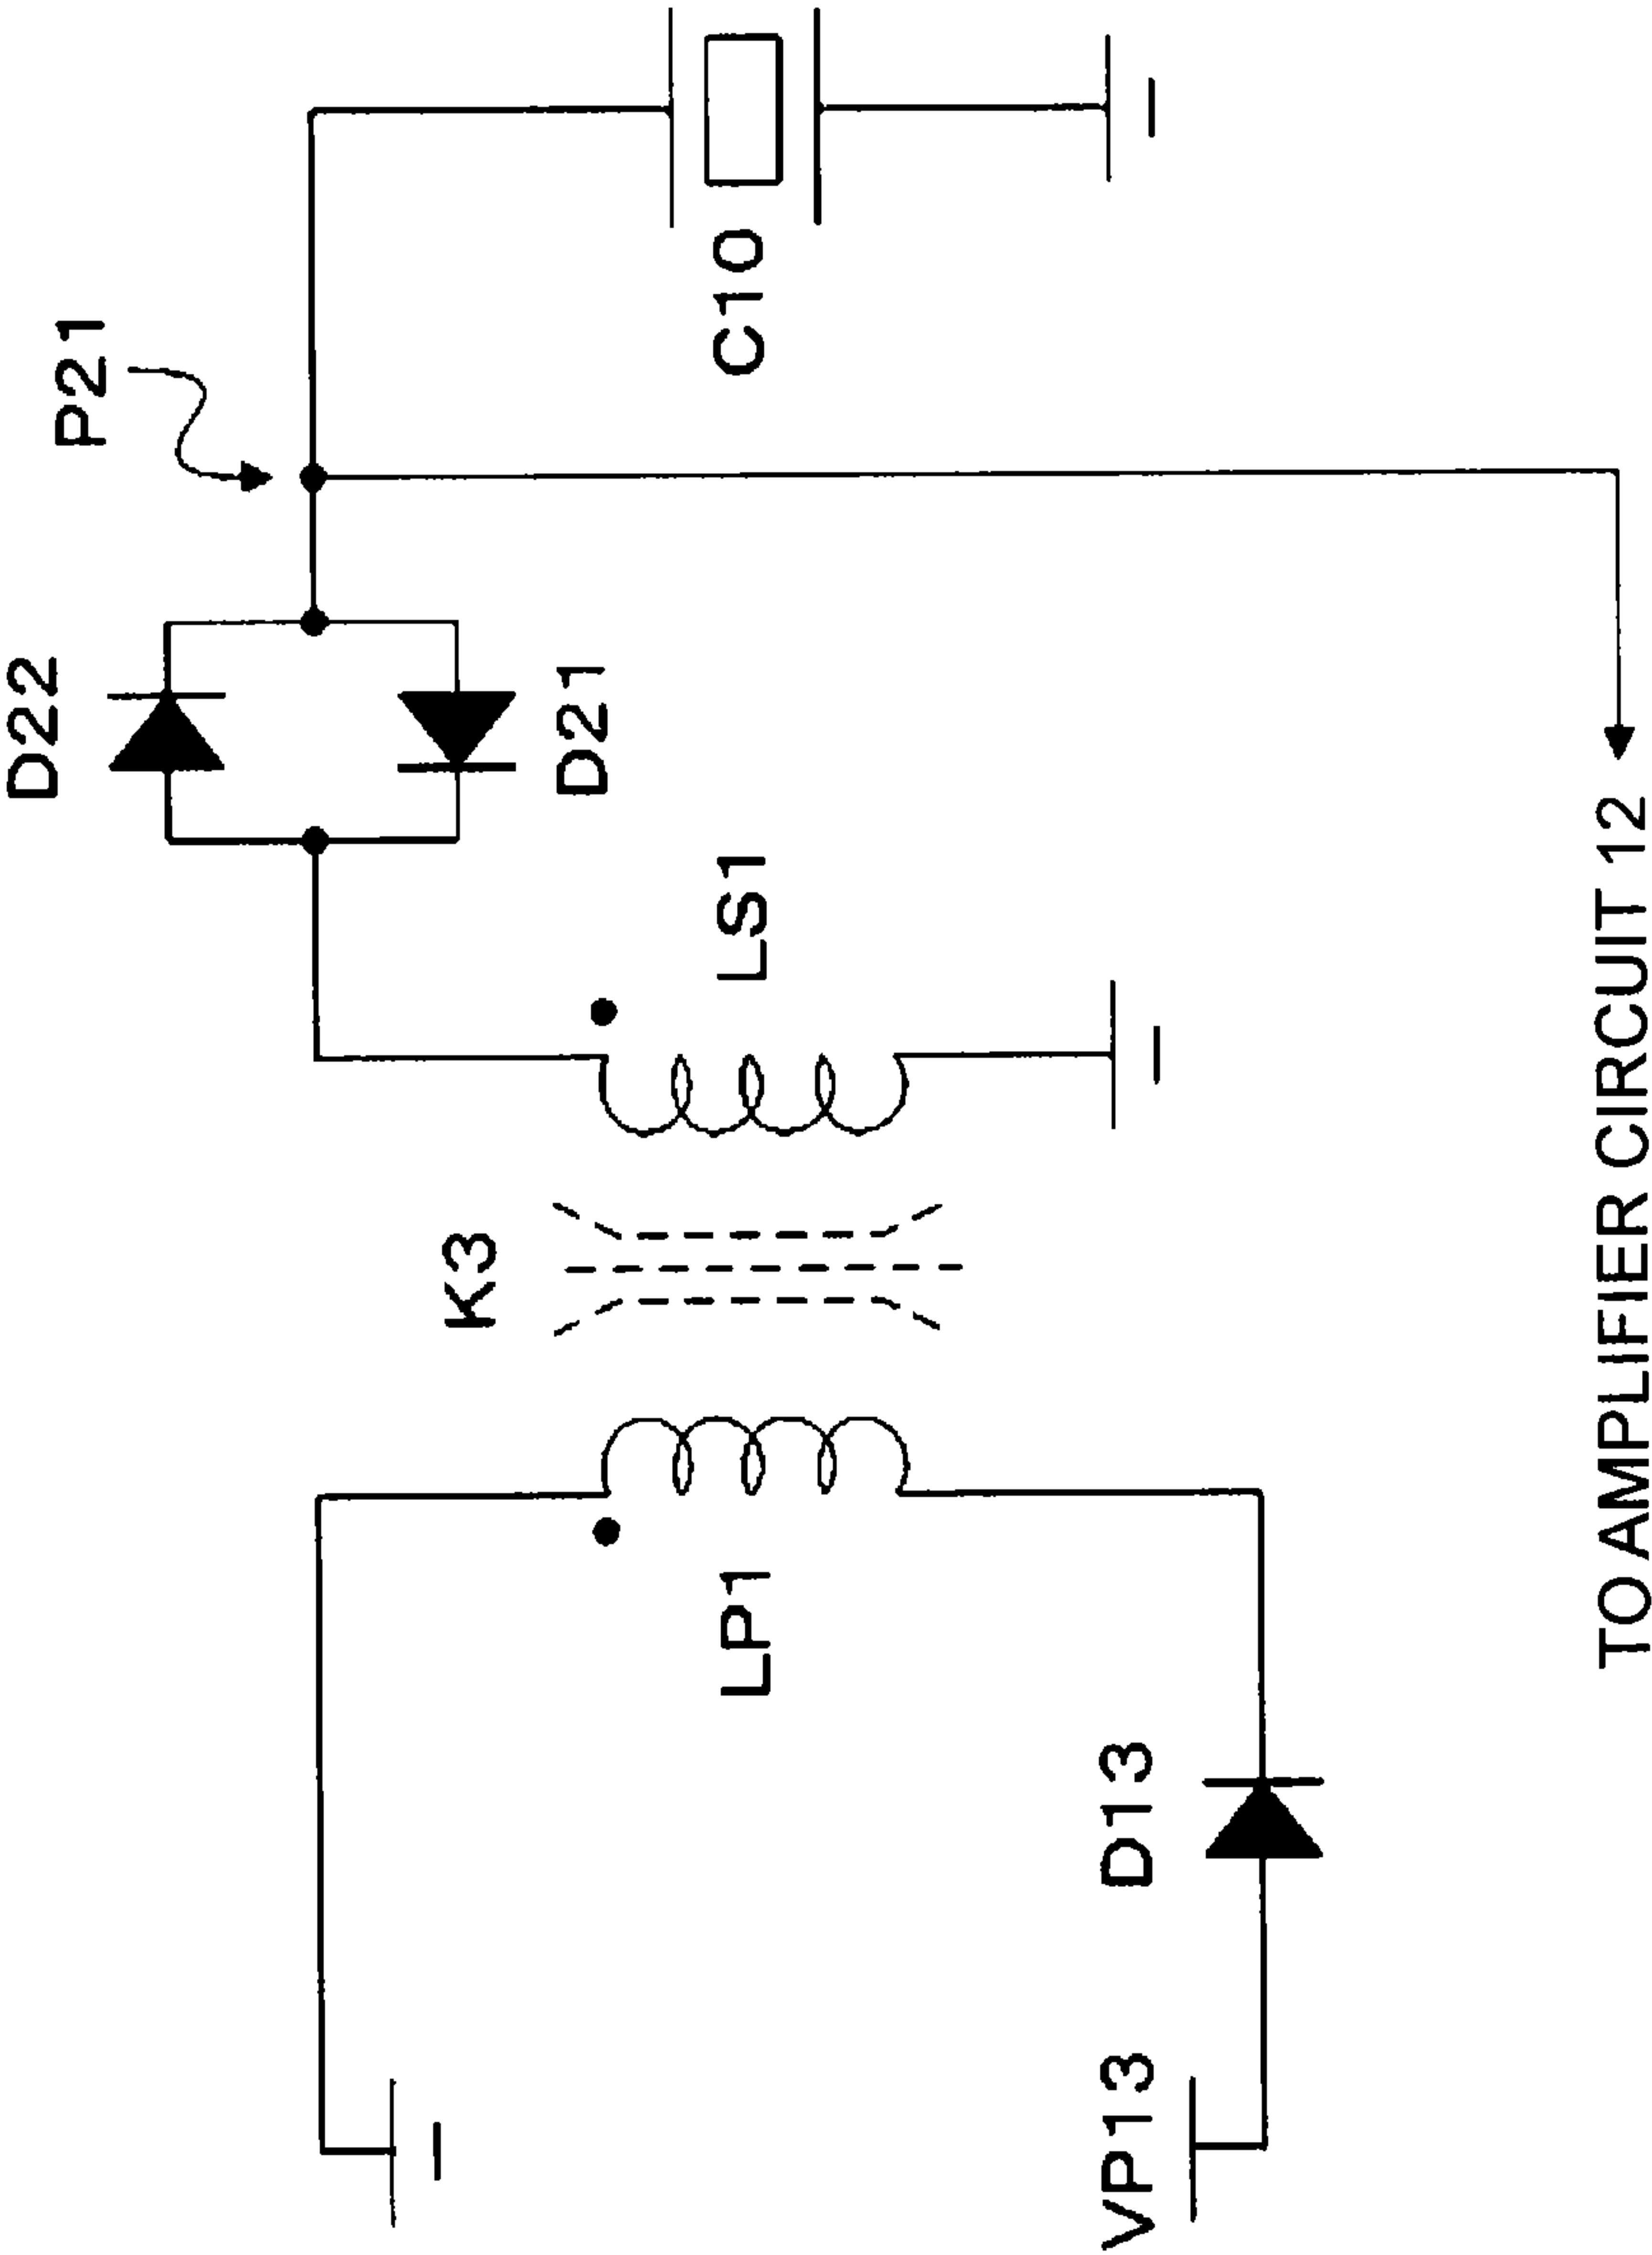 P21
D22
D21
C10
LS1
K3
LP1
D13
VP13
TO AMPLIFIER CIRCUIT 12